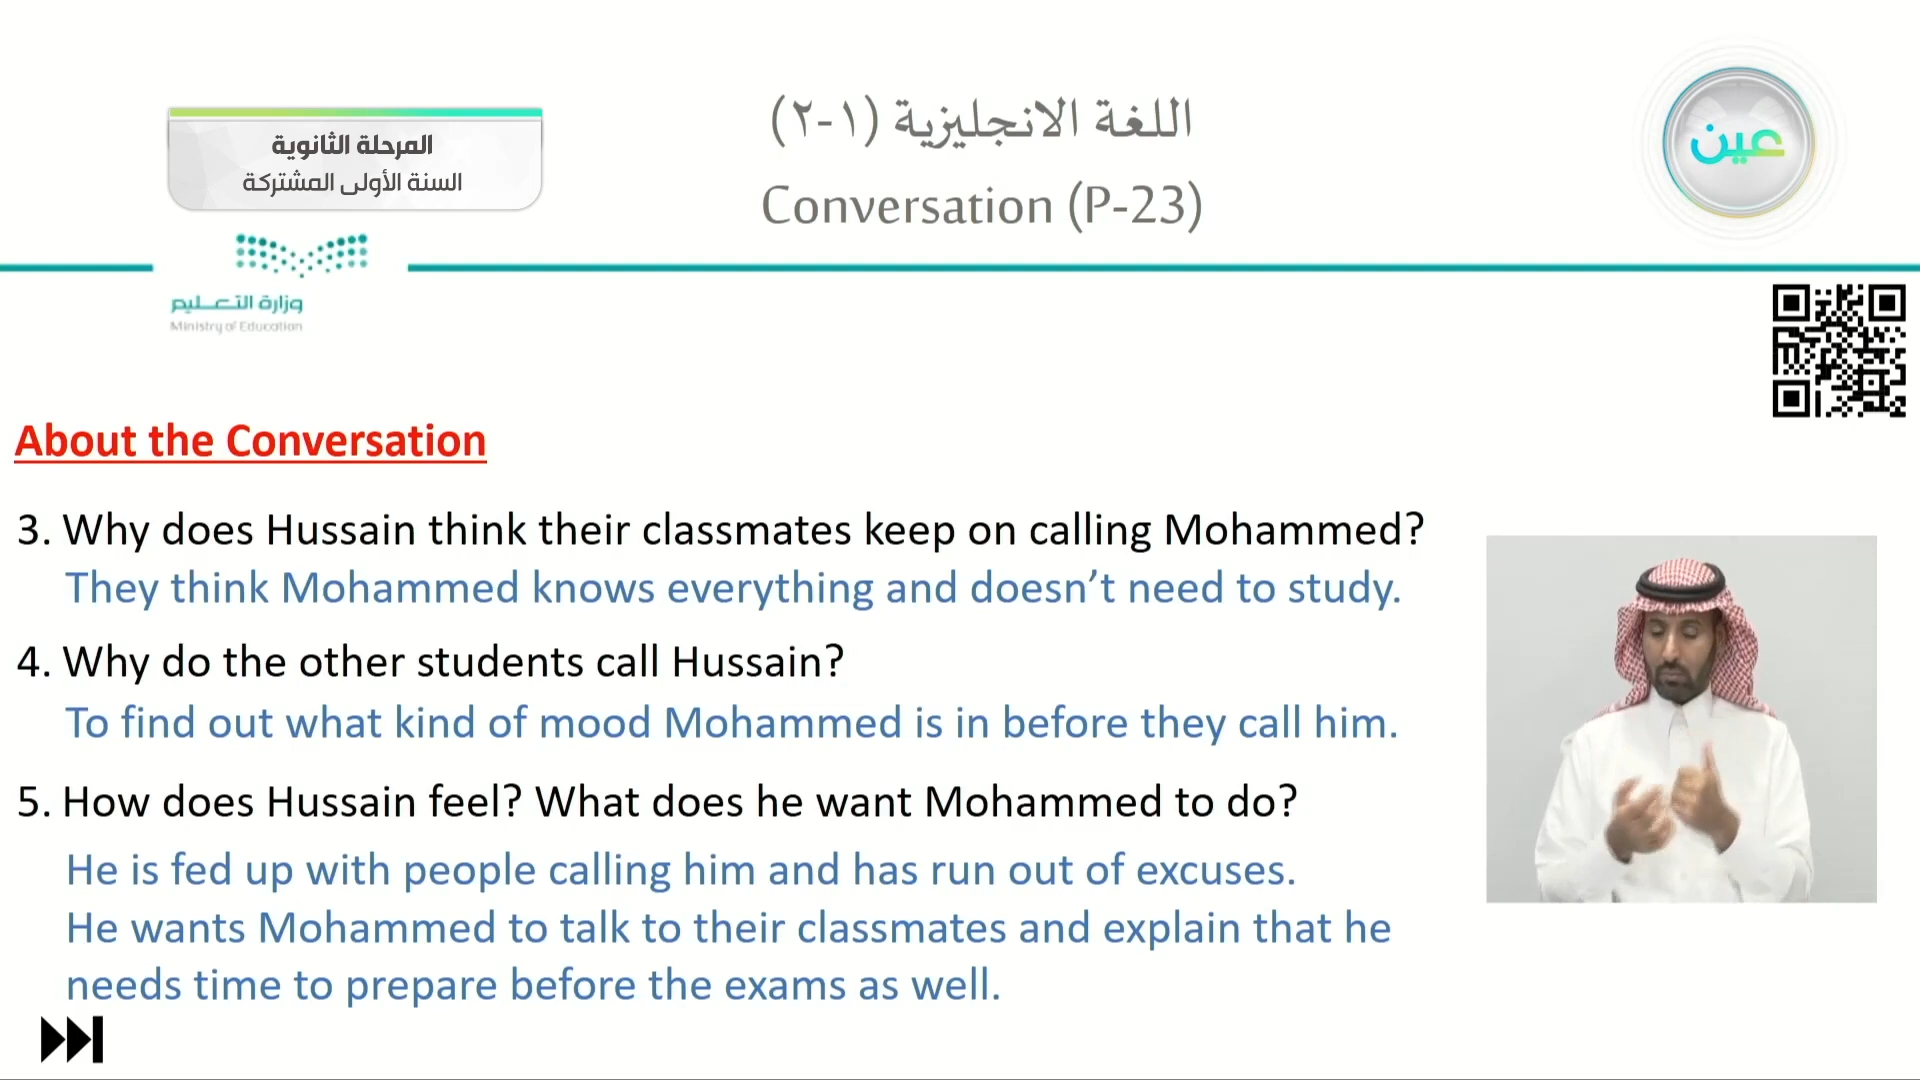 المرحلة الثانوية
السنة الأولى المشتركة
اللغة الانجليزية (١-٢)
Conversation (P-23)
عين
وزارة التعليم
Ministry of Education
About the Conversation
3. Why does Hussain think their classmates keep on calling Mohammed?
They think Mohammed knows everything and doesn’t need to study.
4. Why do the other students call Hussain?
To find out what kind of mood Mohammed is in before they call him.
5. How does Hussain feel? What does he want Mohammed to do?
He is fed up with people calling him and has run out of excuses.
He wants Mohammed to talk to their classmates and explain that he
needs time to prepare before the exams as well.